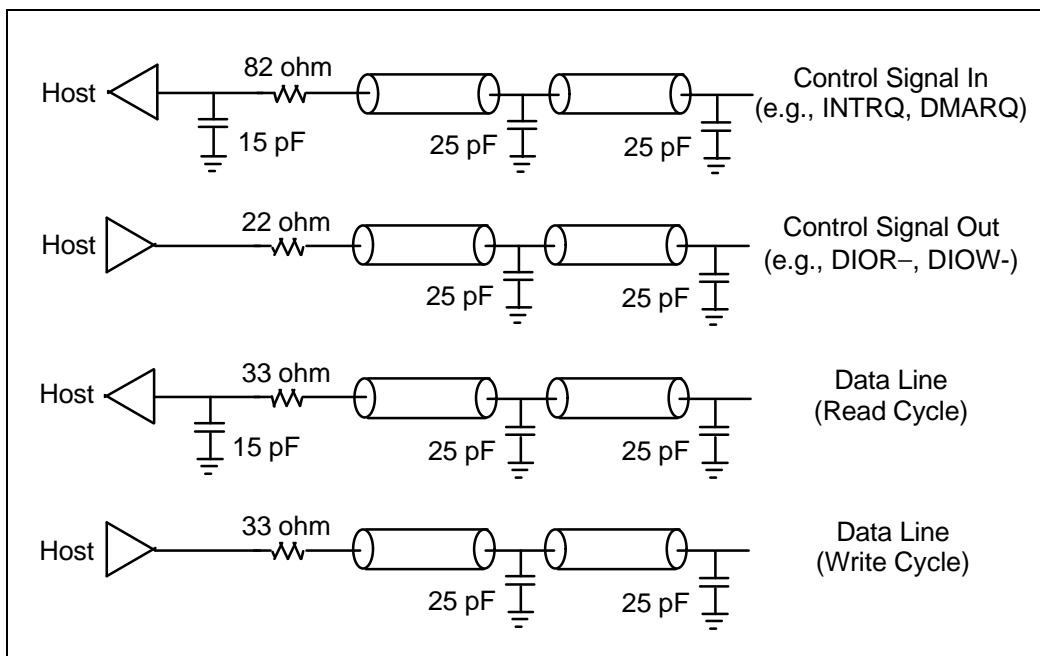 82 ohm
Host
15 pF
25 pF
25 pF
Control Signal In
(e.g., INTRQ, DMARQ)
22 ohm
Host
25 pF
25 pF
Control Signal Out
(e.g., DIOR−, DIOW-)
33 ohm
Host
15 pF
25 pF
25 pF
Data Line
(Read Cycle)
33 ohm
Host
25 pF
25 pF
Data Line
(Write Cycle)